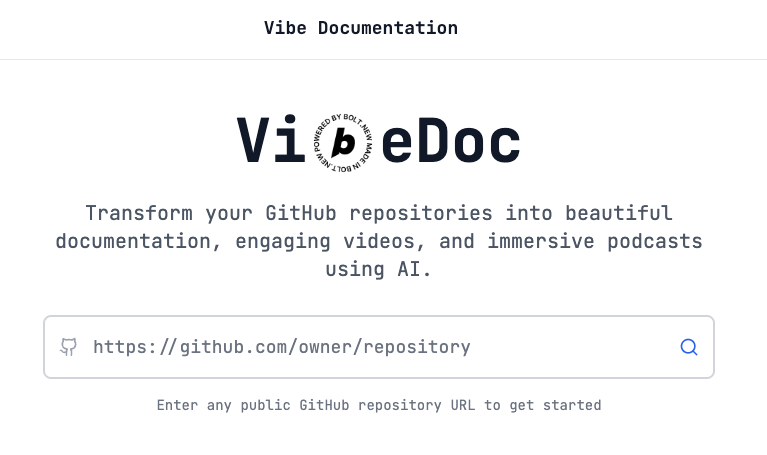 Vibe Documentation
VibeDoc
POWERED BY BOLT.NEW MADE IN BOLT.NEW
Transform your GitHub repositories into beautiful
documentation, engaging videos, and immersive podcasts
using AI.
https://github.com/owner/repository
Enter any public GitHub repository URL to get started